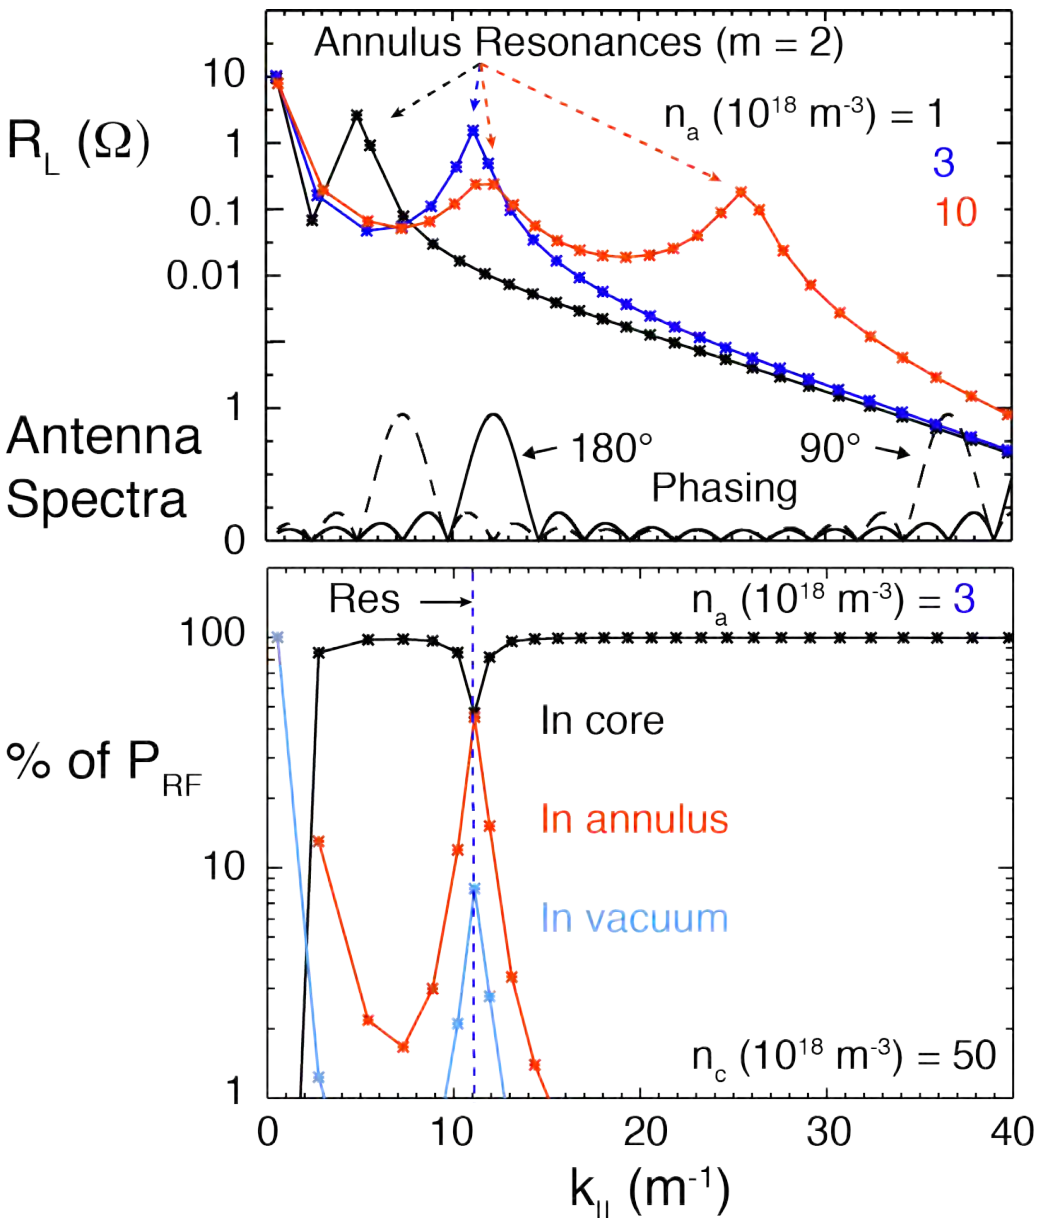 Annulus Resonances (m = 2)
10
R_L (Ω)
1
n_a (10^18 m^-3) = 1
3
0.1
10
0.01
1
Antenna
Spectra
180°
90°
Phasing
0
Res
n_a (10^18 m^-3) = 3
100
In core
% of P_RF
In annulus
10
In vacuum
n_c (10^18 m^-3) = 50
1
0
10
20
30
40
k_|| (m^-1)